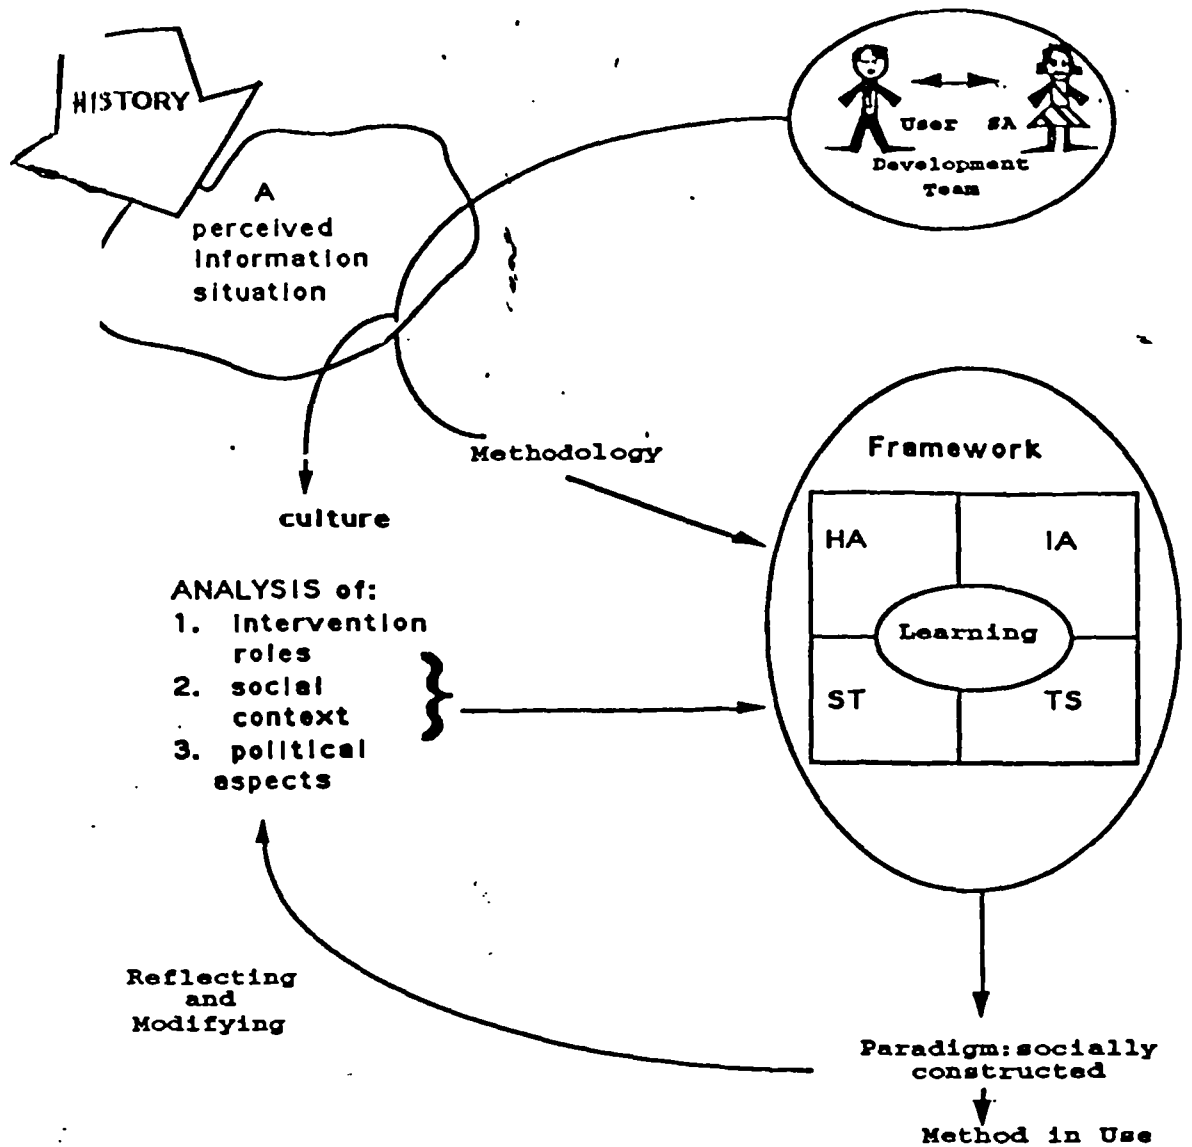 HISTORY
A
perceived
information
situation
User SA
Development
Team
Methodology
culture
ANALYSIS of:
1. intervention
roles
2. social
context
3. political
aspects
Framework
HA IA
Learning
ST TS
Reflecting
and
Modifying
Paradigm:socially
constructed
Method in Use